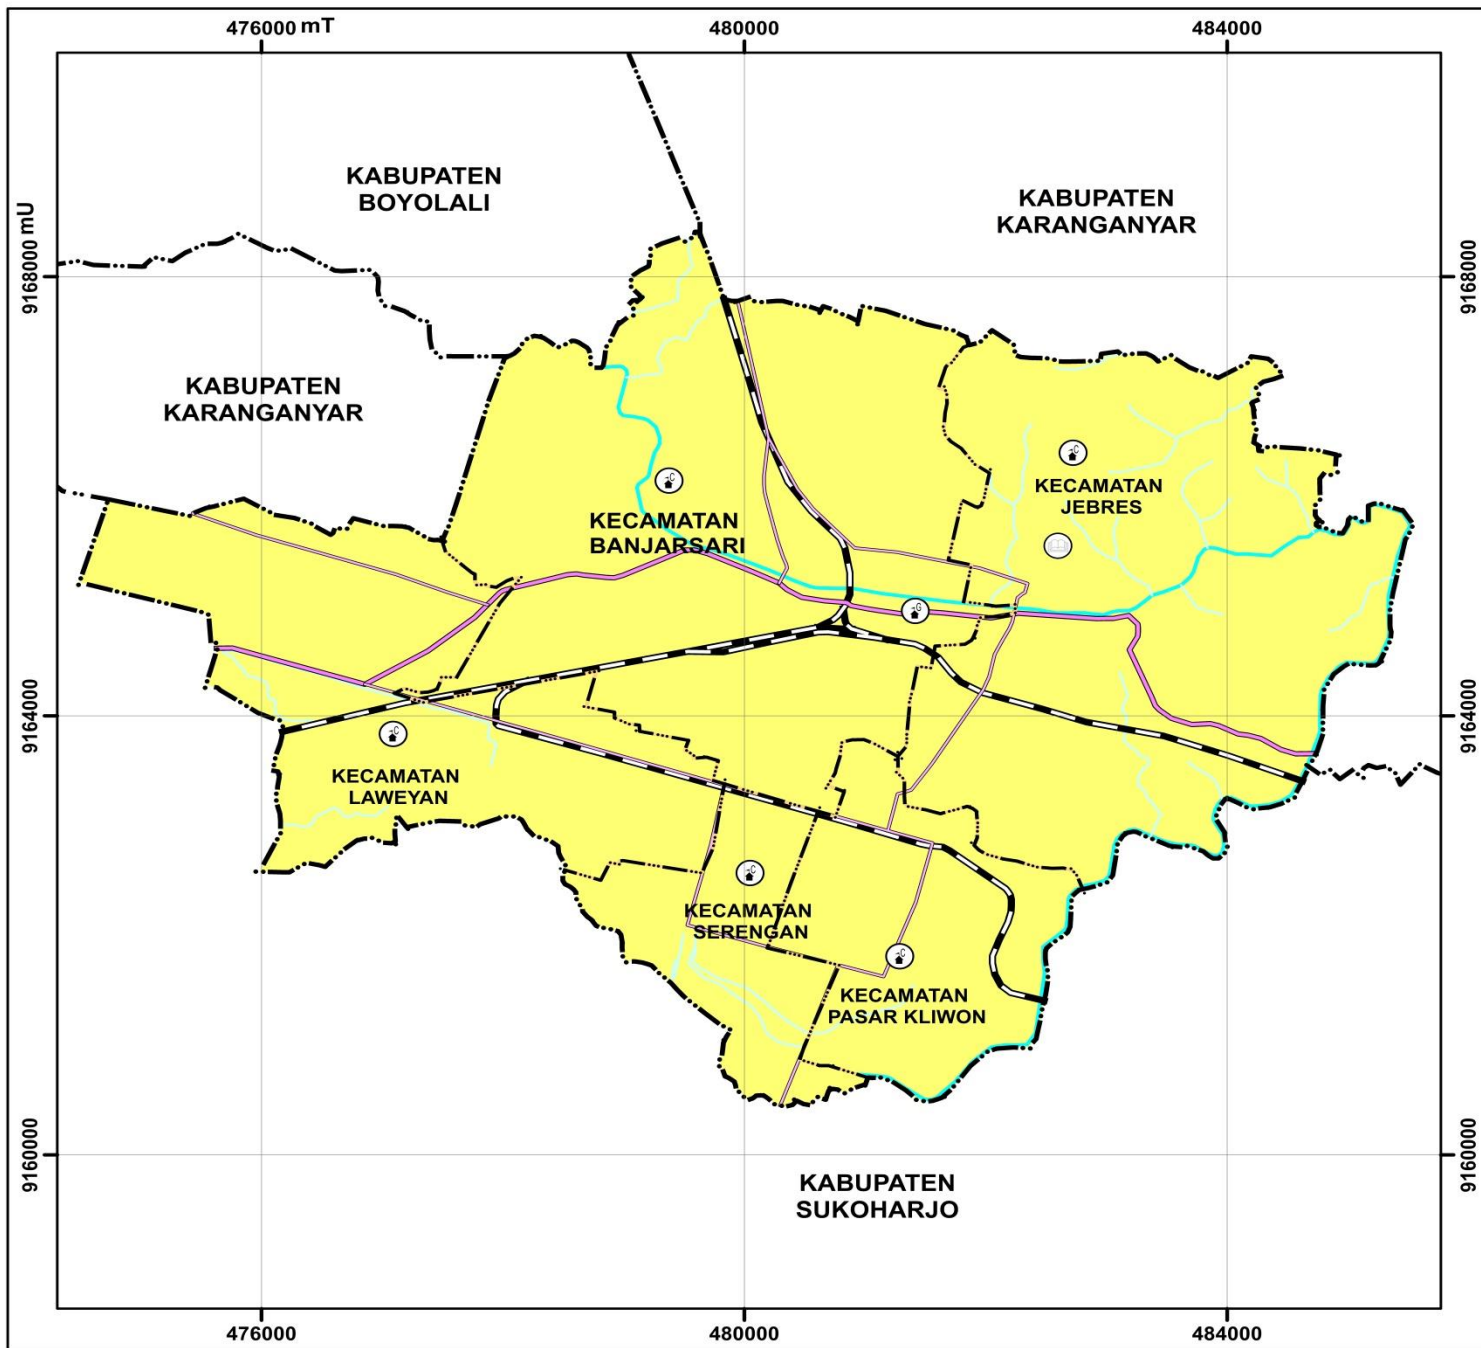 476000 mT
480000
484000
KABUPATEN
BOYOLALI
KABUPATEN
KARANGANYAR
9168000 mU
9168000
KABUPATEN
KARANGANYAR
C
C
KECAMATAN
JEBRES
KECAMATAN
BANJARSARI
G
9164000
9164000
C
KECAMATAN
LAWEYAN
C
KECAMATAN
SERENGAN
C
KECAMATAN
PASAR KLIWON
9160000
9160000
KABUPATEN
SUKOHARJO
476000
480000
484000